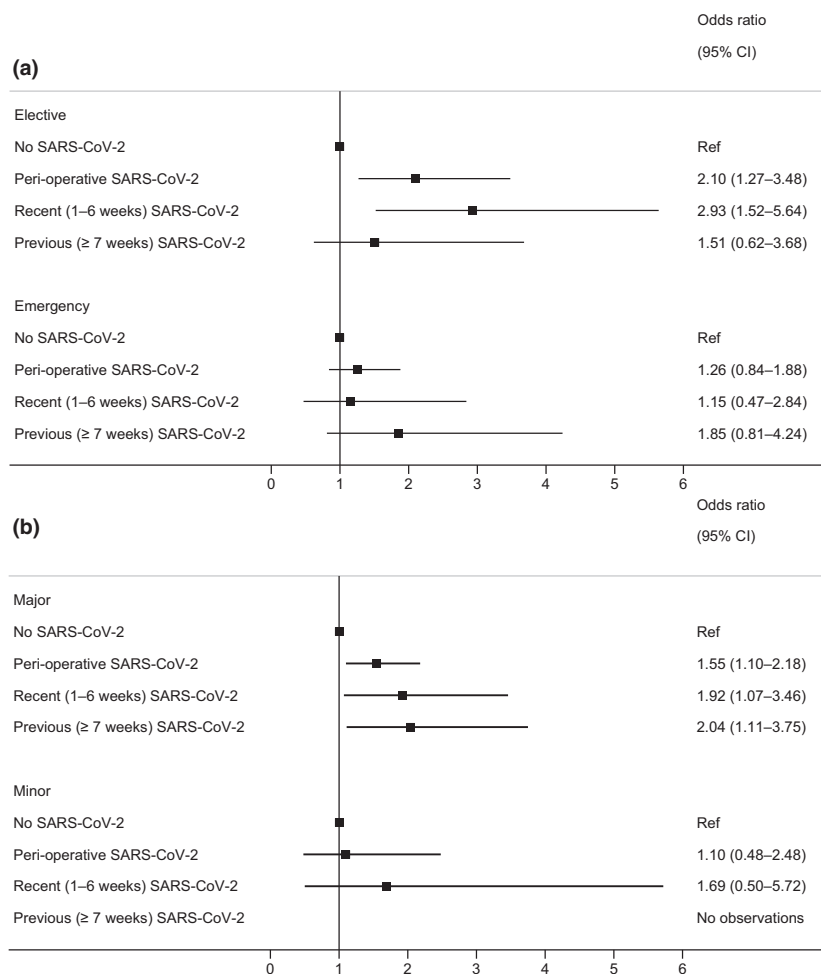 Odds ratio
(95% CI)
(a)
Elective
No SARS-CoV-2 Ref
Peri-operative SARS-CoV-2 2.10 (1.27–3.48)
Recent (1–6 weeks) SARS-CoV-2 2.93 (1.52–5.64)
Previous (≥ 7 weeks) SARS-CoV-2 1.51 (0.62–3.68)
Emergency
No SARS-CoV-2 Ref
Peri-operative SARS-CoV-2 1.26 (0.84–1.88)
Recent (1–6 weeks) SARS-CoV-2 1.15 (0.47–2.84)
Previous (≥ 7 weeks) SARS-CoV-2 1.85 (0.81–4.24)
0 1 2 3 4 5 6
Odds ratio
(95% CI)
(b)
Major
No SARS-CoV-2 Ref
Peri-operative SARS-CoV-2 1.55 (1.10–2.18)
Recent (1–6 weeks) SARS-CoV-2 1.92 (1.07–3.46)
Previous (≥ 7 weeks) SARS-CoV-2 2.04 (1.11–3.75)
Minor
No SARS-CoV-2 Ref
Peri-operative SARS-CoV-2 1.10 (0.48–2.48)
Recent (1–6 weeks) SARS-CoV-2 1.69 (0.50–5.72)
Previous (≥ 7 weeks) SARS-CoV-2 No observations
0 1 2 3 4 5 6